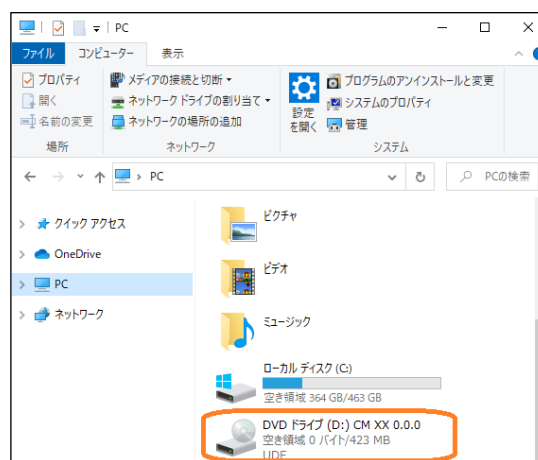 PC
ファイル コンピューター 表示
プロパティ
開く
名前の変更
場所
メディアの接続と切断
ネットワーク ドライブの割り当て
ネットワークの場所の追加
ネットワーク
設定
を開く
プログラムのアンインストールと変更
システムのプロパティ
管理
システム
PC
PCの検索
クイック アクセス
OneDrive
PC
ネットワーク
ピクチャ
ビデオ
ミュージック
ローカル ディスク (C:)
空き領域 364 GB/463 GB
DVD ドライブ (D:) CM XX 0.0.0
空き領域 0 バイト/423 MB
UDF